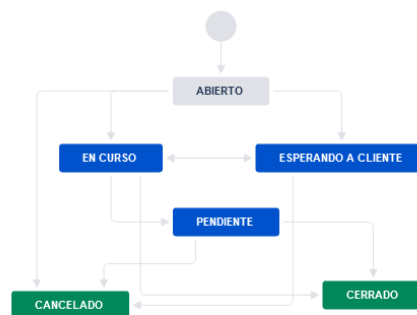 ABIERTO
EN CURSO
ESPERANDO A CLIENTE
PENDIENTE
CERRADO
CANCELADO